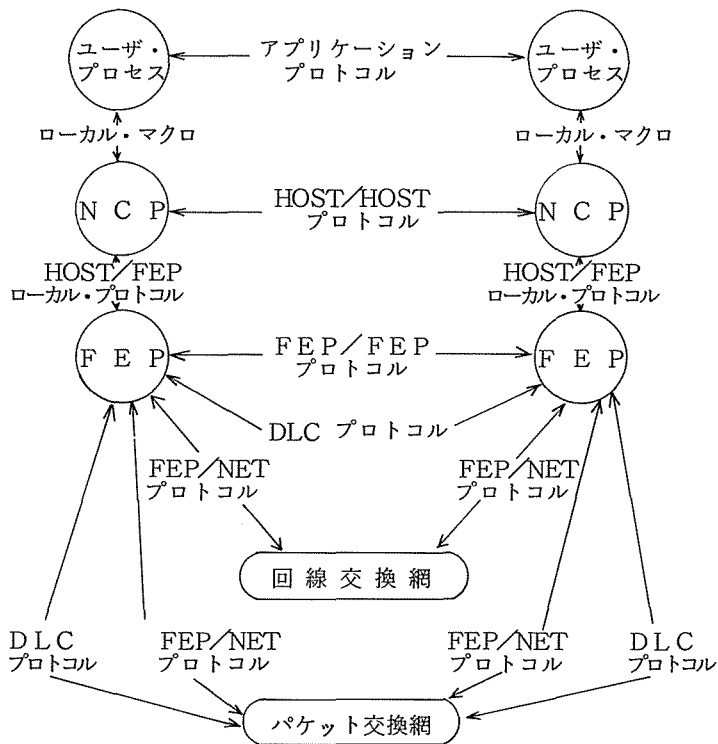 ユーザ・
プロセス
アプリケーション
プロトコル
ユーザ・
プロセス
ローカル・マクロ
ローカル・マクロ
NCP
HOST/HOST
プロトコル
NCP
HOST/FEP
ローカル・プロトコル
HOST/FEP
ローカル・プロトコル
FEP
FEP/FEP
プロトコル
FEP
DLC プロトコル
FEP/NET
プロトコル
FEP/NET
プロトコル
回線交換網
DLC
プロトコル
FEP/NET
プロトコル
FEP/NET
プロトコル
DLC
プロトコル
パケット交換網